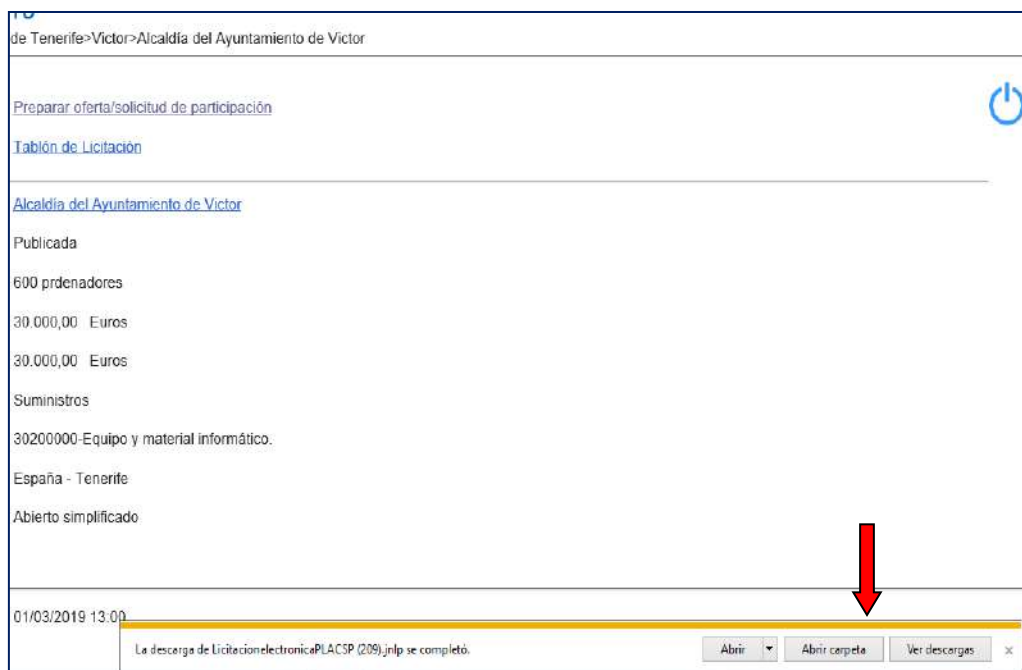 de Tenerife>Victor>Alcaldía del Ayuntamiento de Victor
Preparar oferta/solicitud de participación
Tablón de Licitación
Alcaldía del Ayuntamiento de Victor
Publicada
600 prdenadores
30.000,00 Euros
30.000,00 Euros
Suministros
30200000-Equipo y material informático.
España - Tenerife
Abierto simplificado
01/03/2019 13:00
La descarga de LicitacionelectronicaPLACSP (209).jnlp se completó.
Abrir Abrir carpeta Ver descargas x